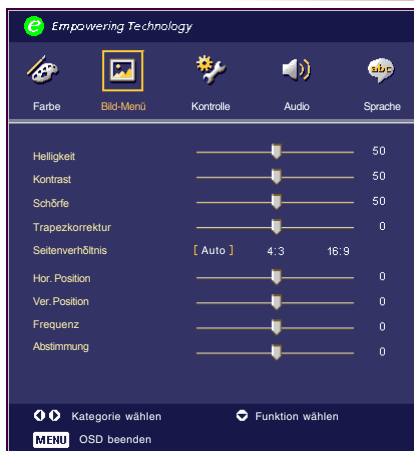 e Empowering Technology
abc
Farbe Bild-Menü Kontrolle Audio Sprache
Helligkeit 50
Kontrast 50
Schõrfe 50
Trapezkorrektur 0
Seitenverhõltnis [ Auto ] 4:3 16:9
Hor. Position 0
Ver. Position 0
Frequenz 0
Abstimmung 0
Kategorie wählen Funktion wählen
MENU OSD beenden